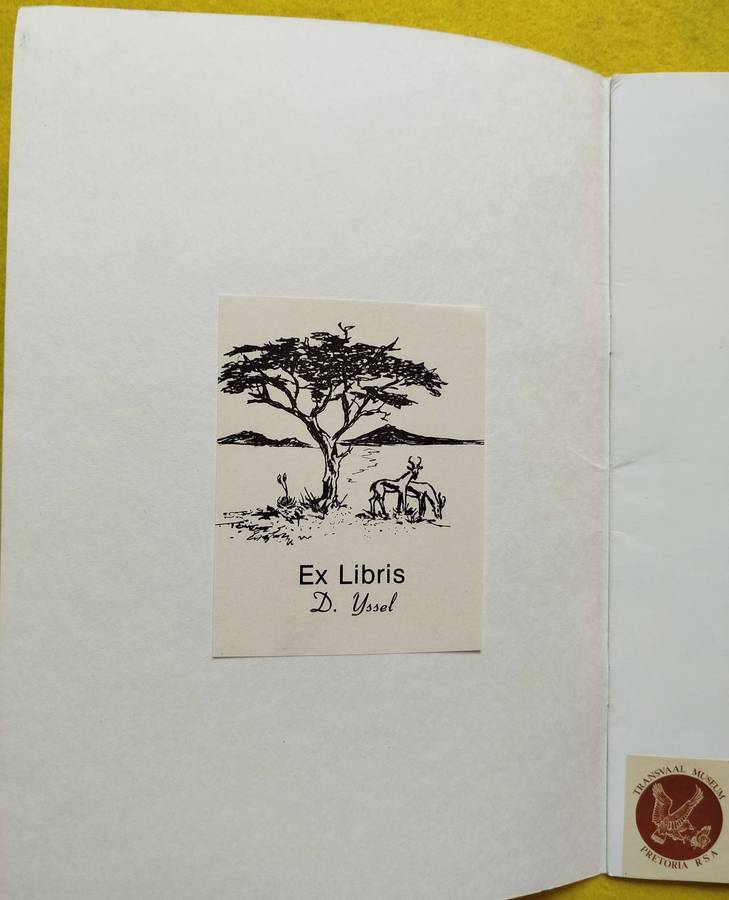 Ex Libris
D. Yssel
TRANSVAAL MUSEUM
PRETORIA RSA